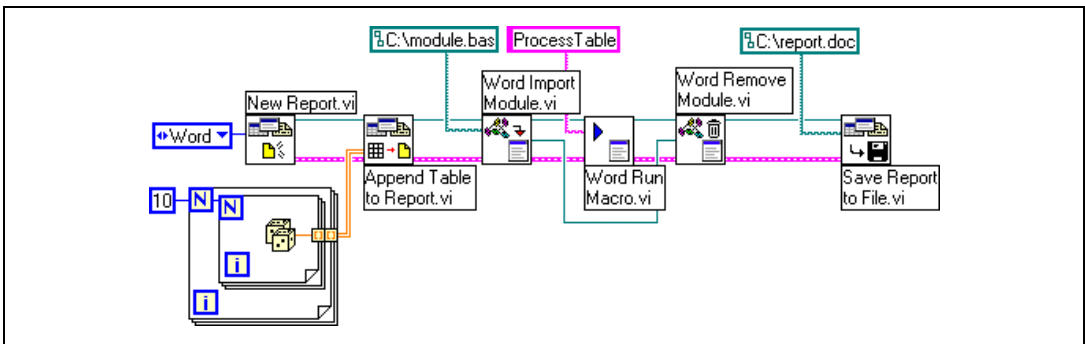 C:\module.bas
ProcessTable
C:\report.doc
Word Import
Module.vi
Word Remove
Module.vi
New Report.vi
Word
Append Table
to Report.vi
Word Run
Macro.vi
Save Report
to File.vi
10
N
N
i
i